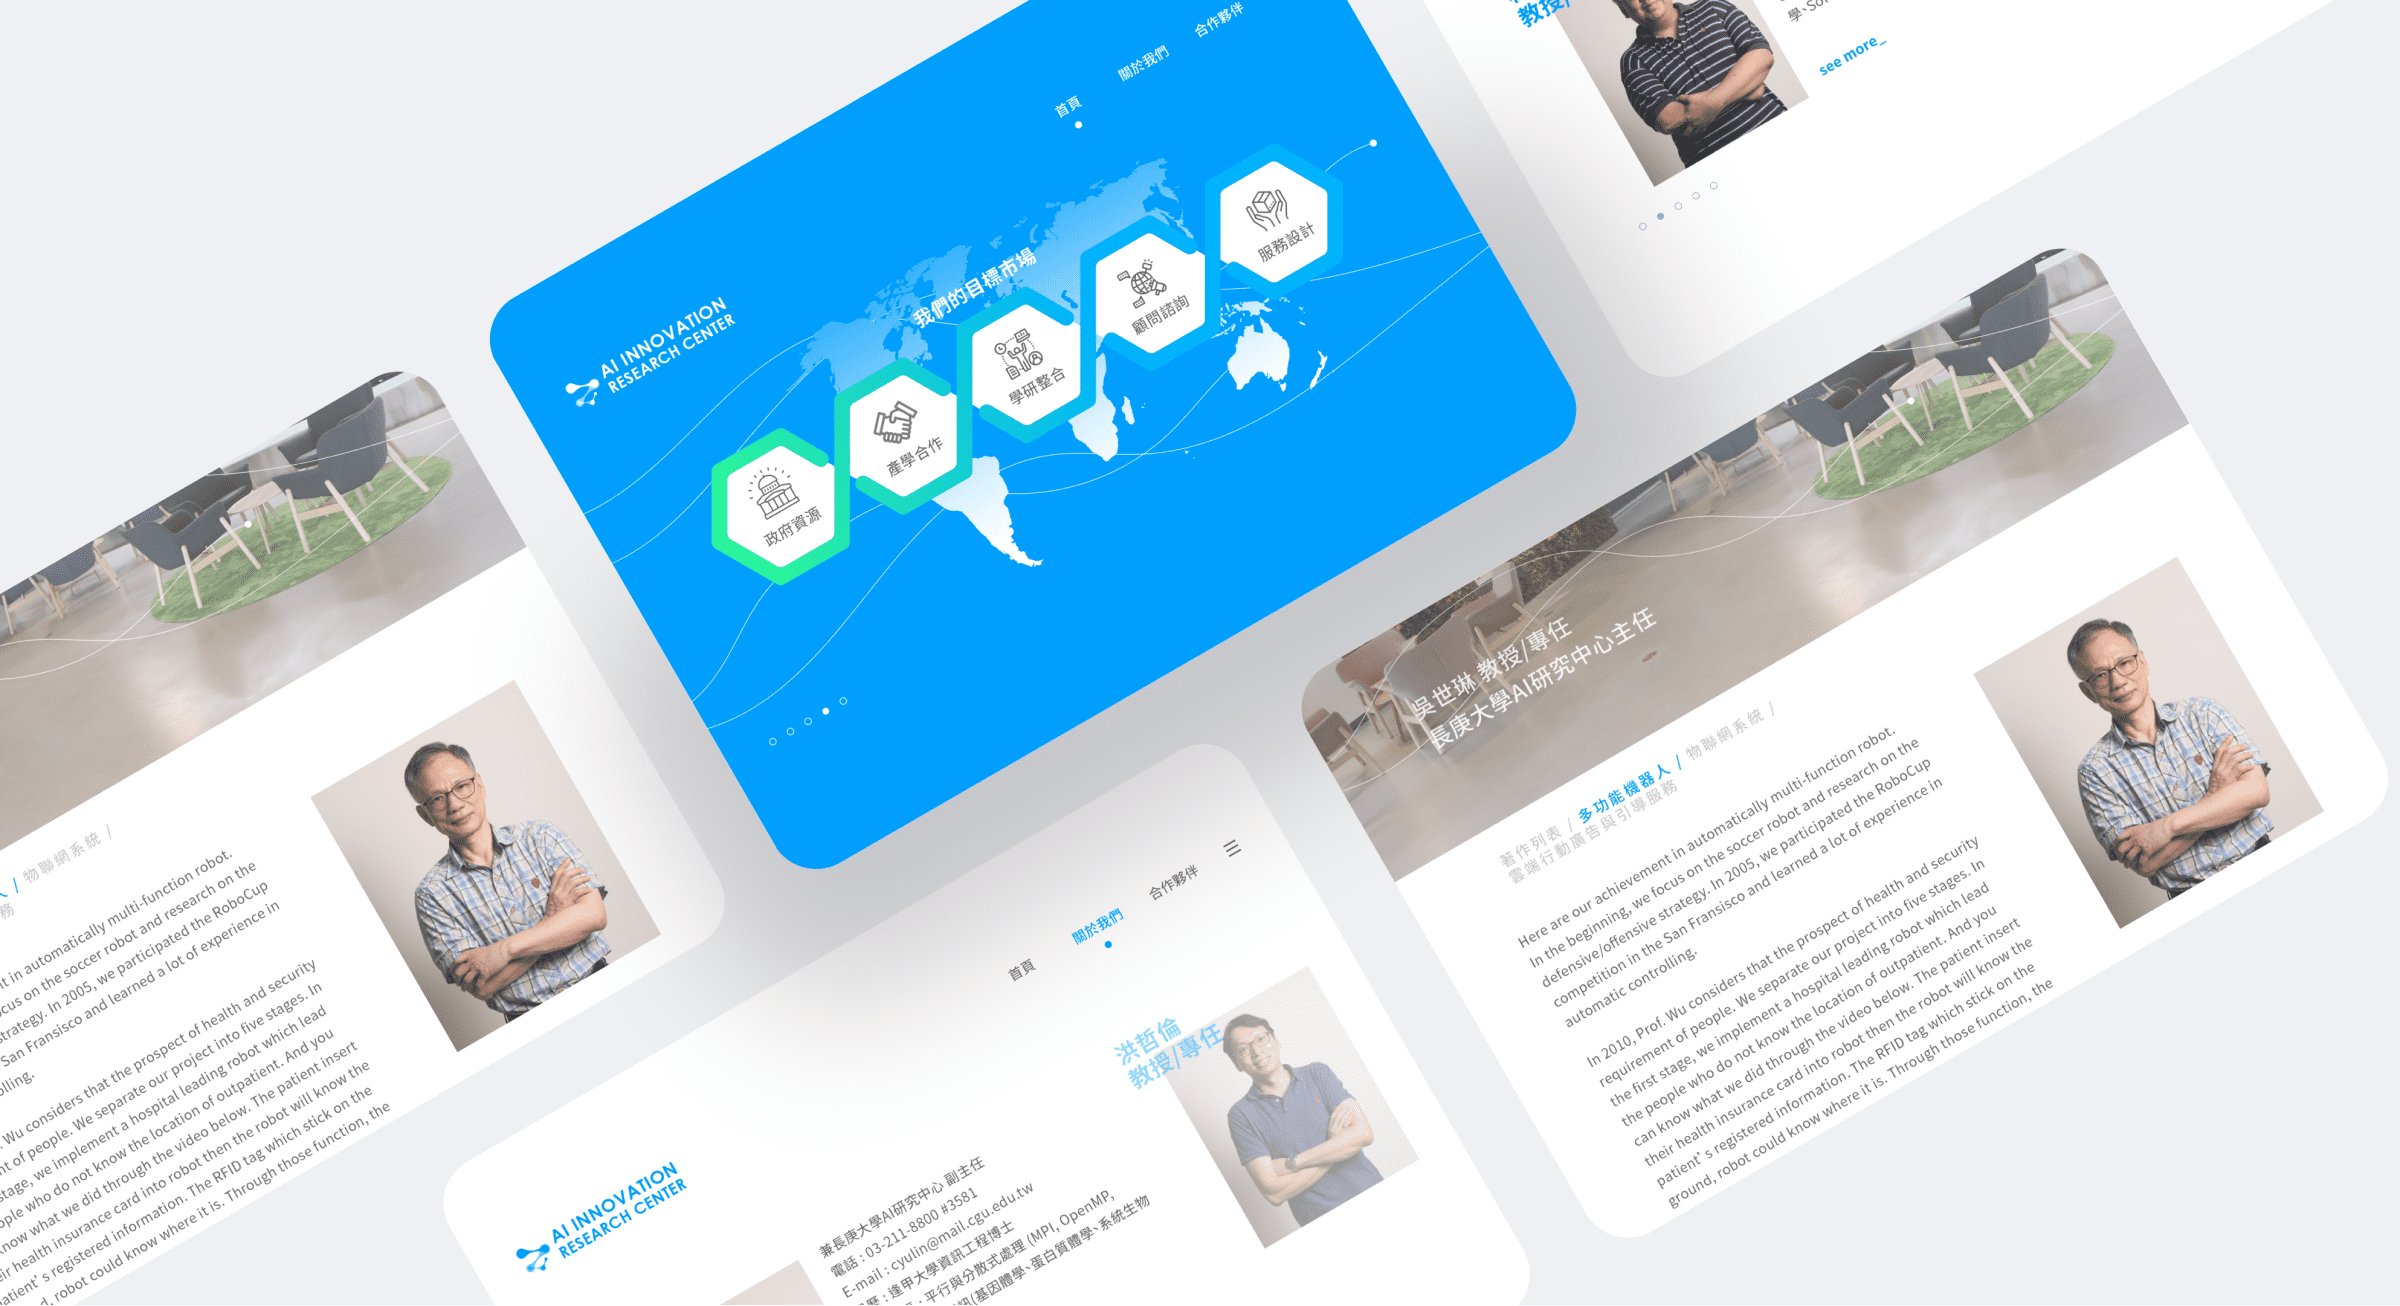 首頁
關於我們
合作夥伴
AI INNOVATION
RESEARCH CENTER
我們的目標市場
政府資源
產學合作
學研整合
顧問諮詢
服務設計
教授/
see more_
物聯網系統 /
務
t in automatically multi-function robot.
cus on the soccer robot and research on the
trategy. In 2005, we participated the RoboCup
San Fransisco and learned a lot of experience in
olling.
. Wu considers that the prospect of health and security
nt of people. We separate our project into five stages. In
stage, we implement a hospital leading robot which lead
ople who do not know the location of outpatient. And you
now what we did through the video below. The patient insert
eir health insurance card into robot then the robot will know the
atient's registered information. The RFID tag which stick on the
d, robot could know where it is. Through those function, the
首頁
關於我們
合作夥伴
AI INNOVATION
RESEARCH CENTER
洪哲倫
教授/專任
兼長庚大學AI研究中心 副主任
電話 : 03-211-8800 #3581
E-mail : cyulin@mail.cgu.edu.tw
歷 : 逢甲大學資訊工程博士
: 平行與分散式處理 (MPI, OpenMP,
訊(基因體學、蛋白質體學、系統生物
吳世琳 教授/專任
長庚大學AI研究中心主任
著作列表 / 多功能機器人 / 物聯網系統 /
雲端行動廣告與引導服務
Here are our achievement in automatically multi-function robot.
In the beginning, we focus on the soccer robot and research on the
defensive/offensive strategy. In 2005, we participated the RoboCup
competition in the San Fransisco and learned a lot of experience in
automatic controlling.
In 2010, Prof. Wu considers that the prospect of health and security
requirement of people. We separate our project into five stages. In
the first stage, we implement a hospital leading robot which lead
the people who do not know the location of outpatient. And you
can know what we did through the video below. The patient insert
their health insurance card into robot then the robot will know the
patient's registered information. The RFID tag which stick on the
ground, robot could know where it is. Through those function, the